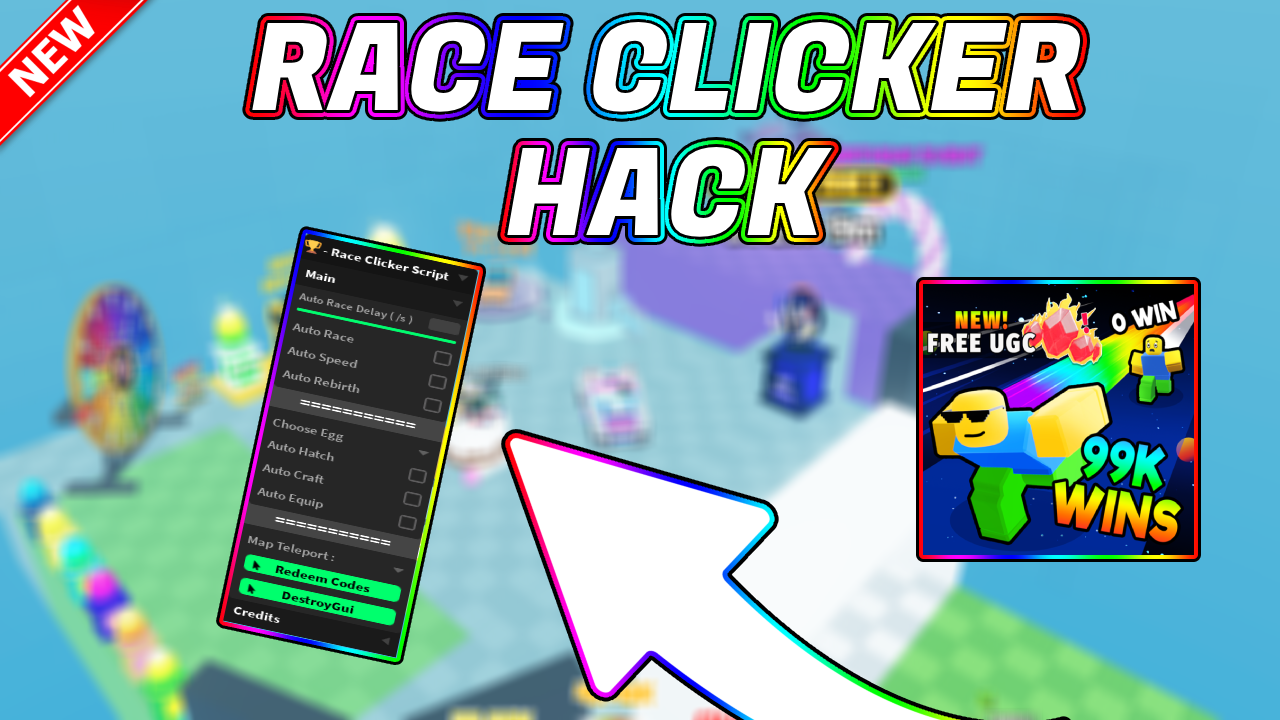 NEW
RACE CLICKER
HACK
- Race Clicker Script
Main
Auto Race Delay ( /s )
Auto Race
Auto Speed
Auto Rebirth
===========
Choose Egg
Auto Hatch
Auto Craft
Auto Equip
===========
Map Teleport :
Redeem Codes
DestroyGui
Credits
NEW!
FREE UGC
0 WIN
99K
WINS